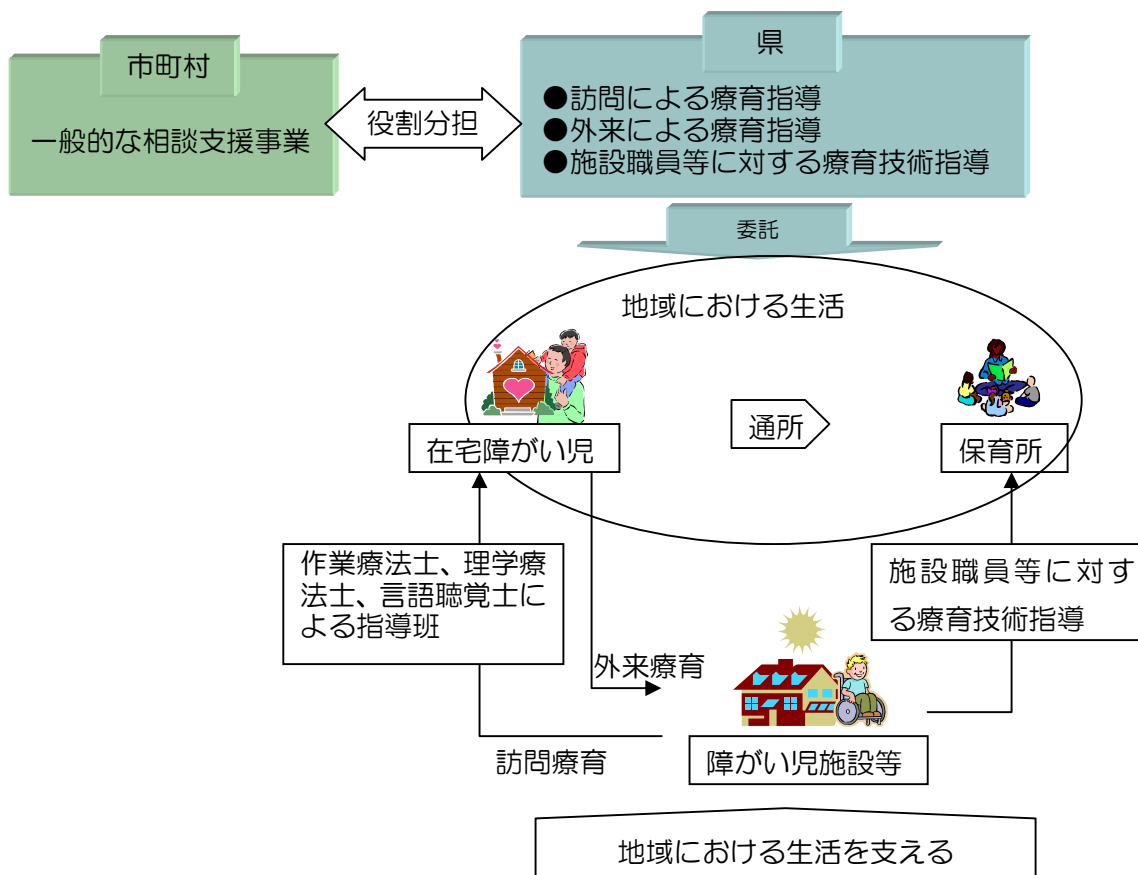 市町村
一般的な相談支援事業
役割分担
県
●訪問による療育指導
●外来による療育指導
●施設職員等に対する療育技術指導
委託
地域における生活
通所
在宅障がい児
保育所
作業療法士、理学療
法士、言語聴覚士に
よる指導班
施設職員等に対す
る療育技術指導
外来療育
訪問療育
障がい児施設等
地域における生活を支える